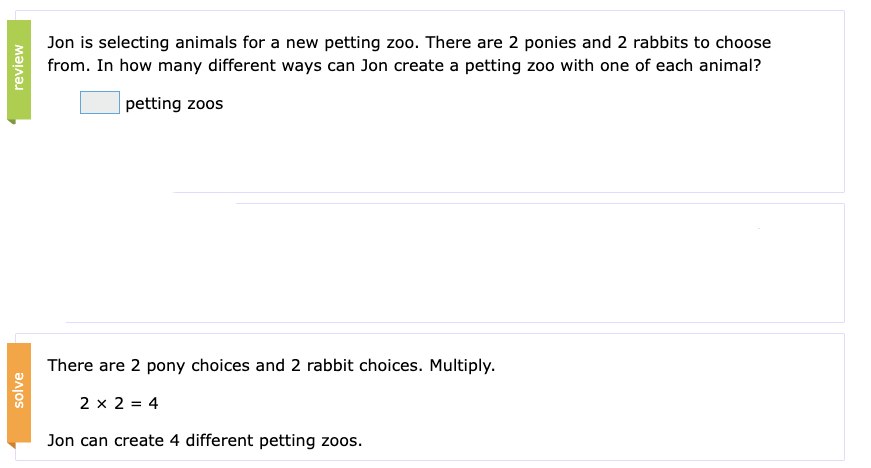 review
Jon is selecting animals for a new petting zoo. There are 2 ponies and 2 rabbits to choose
from. In how many different ways can Jon create a petting zoo with one of each animal?
petting zoos
solve
There are 2 pony choices and 2 rabbit choices. Multiply.
2 × 2 = 4
Jon can create 4 different petting zoos.